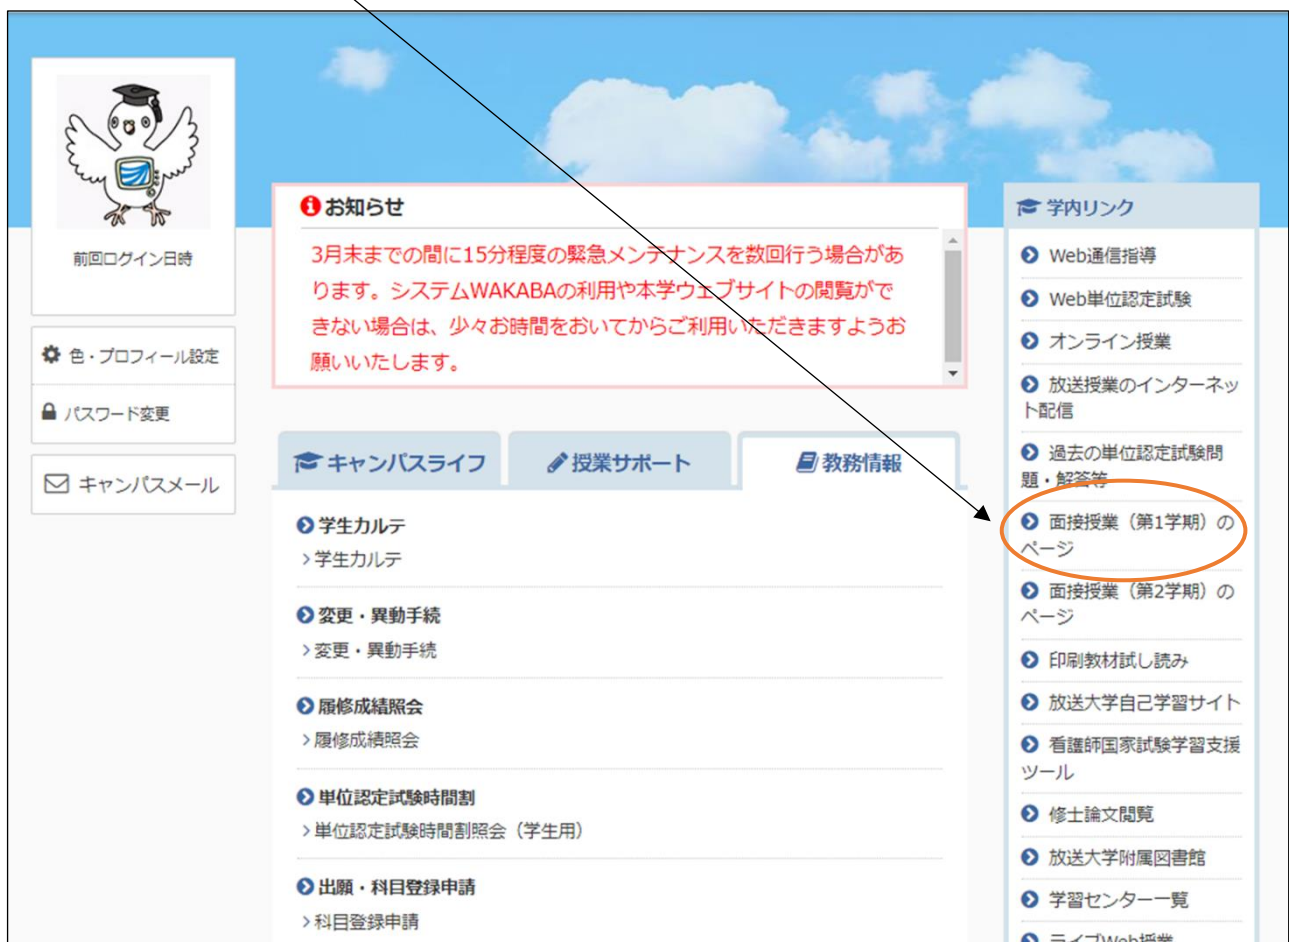 前回ログイン日時
色・プロフィール設定
パスワード変更
キャンパスメール
お知らせ
3月末までの間に15分程度の緊急メンテナンスを数回行う場合があ
ります。システムWAKABAの利用や本学ウェブサイトの閲覧がで
きない場合は、少々お時間をおいてからご利用いただきますようお
願いいたします。
キャンパスライフ
授業サポート
教務情報
学生カルテ
>学生カルテ
変更・異動手続
>変更・異動手続
履修成績照会
>履修成績照会
単位認定試験時間割
>単位認定試験時間割照会（学生用）
出願・科目登録申請
>科目登録申請
学内リンク
Web通信指導
Web単位認定試験
オンライン授業
放送授業のインターネッ
ト配信
過去の単位認定試験問
題・解答等
面接授業（第1学期）の
ページ
面接授業（第2学期）の
ページ
印刷教材試し読み
放送大学自己学習サイト
看護師国家試験学習支援
ツール
修士論文閲覧
放送大学附属図書館
学習センター一覧
ライブWeb授業